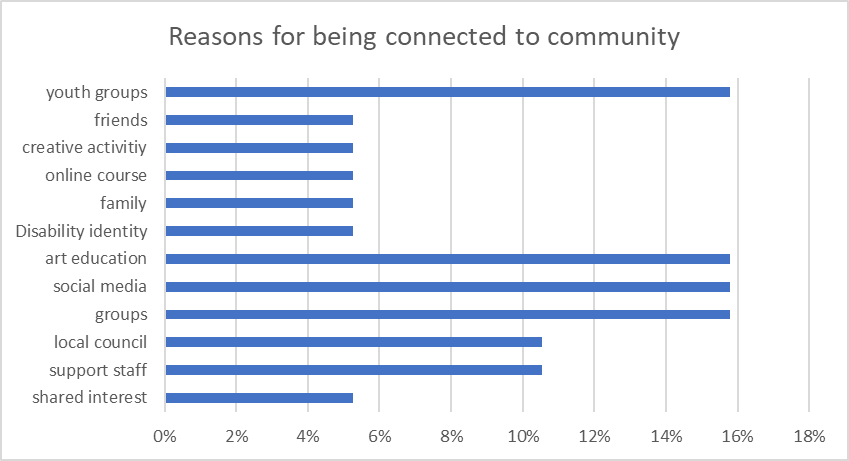 Reasons for being connected to community
youth groups
friends
creative activitiy
online course
family
Disability identity
art education
social media
groups
local council
support staff
shared interest
0% 2% 4% 6% 8% 10% 12% 14% 16% 18%